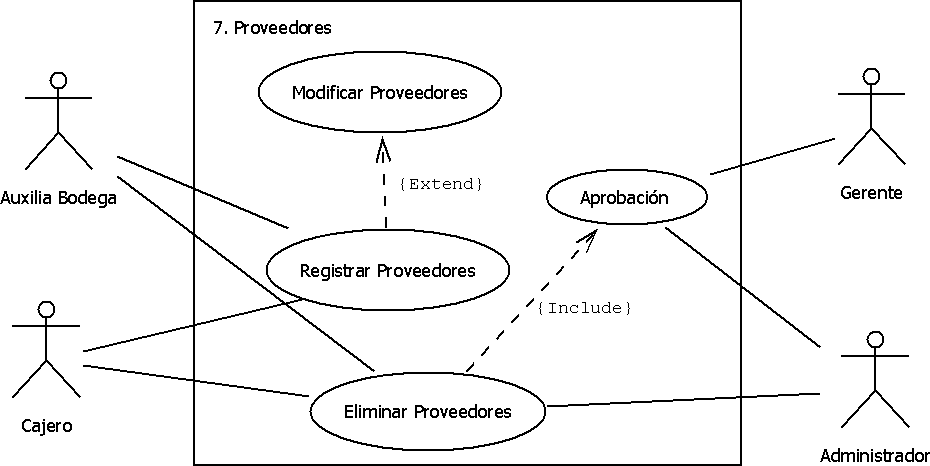 7. Proveedores
Modificar Proveedores
{Extend}
Auxilia Bodega
Aprobación
Gerente
Registrar Proveedores
{Include}
Cajero
Eliminar Proveedores
Administrador